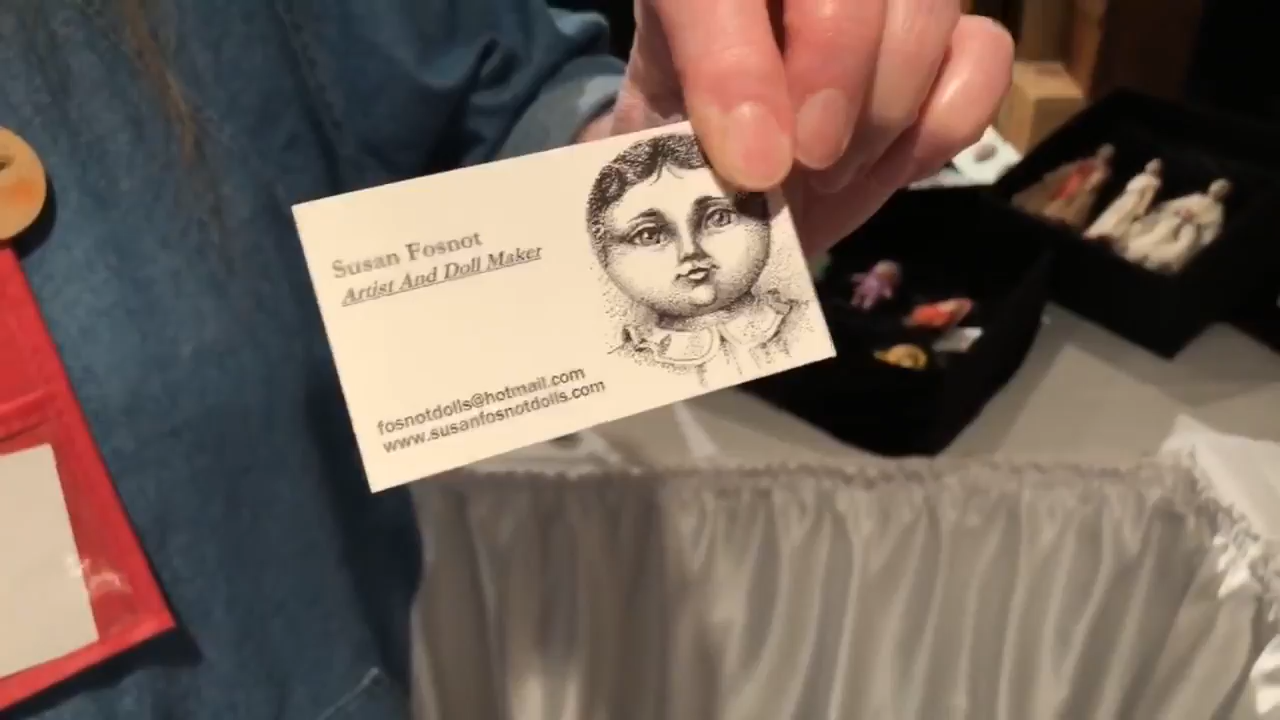 Susan Fosnot
Artist And Doll Maker
fosnotdolls@hotmail.com
www.susanfosnotdolls.com